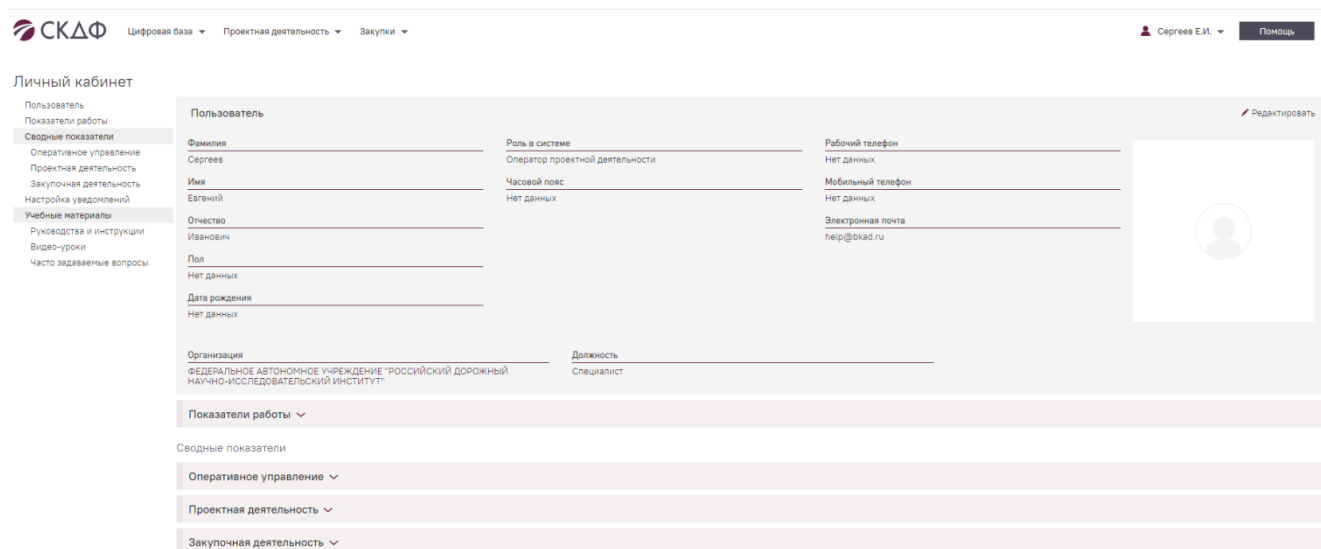 СКДФ
Цифровая база
Проектная деятельность
Закупки
Сергеев Е.И.
Помощь
Личный кабинет
Пользователь
Показатели работы
Сводные показатели
Оперативное управление
Проектная деятельность
Закупочная деятельность
Настройка уведомлений
Учебные материалы
Руководства и инструкции
Видео-уроки
Часто задаваемые вопросы
Пользователь
Редактировать
Фамилия
Сергеев
Имя
Евгений
Отчество
Иванович
Пол
Нет данных
Дата рождения
Нет данных
Роль в системе
Оператор проектной деятельности
Часовой пояс
Нет данных
Рабочий телефон
Нет данных
Мобильный телефон
Нет данных
Электронная почта
help@bkad.ru
Организация
ФЕДЕРАЛЬНОЕ АВТОНОМНОЕ УЧРЕЖДЕНИЕ "РОССИЙСКИЙ ДОРОЖНЫЙ
НАУЧНО-ИССЛЕДОВАТЕЛЬСКИЙ ИНСТИТУТ"
Должность
Специалист
Показатели работы
Сводные показатели
Оперативное управление
Проектная деятельность
Закупочная деятельность